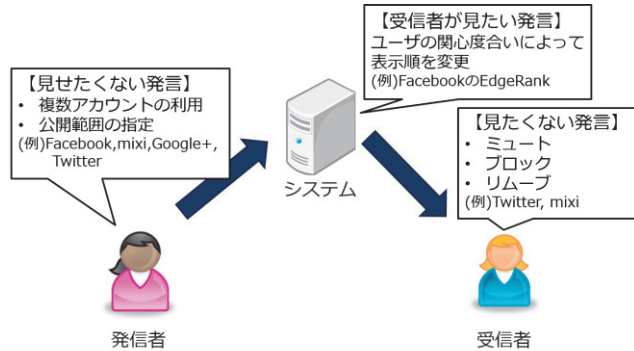 【受信者が見たい発言】
ユーザの関心度合いによって
表示順を変更
(例)FacebookのEdgeRank
【見せたくない発言】
• 複数アカウントの利用
• 公開範囲の指定
(例)Facebook,mixi,Google+,
Twitter
【見たくない発言】
• ミュート
• ブロック
• リムーブ
(例)Twitter, mixi
システム
発信者
受信者